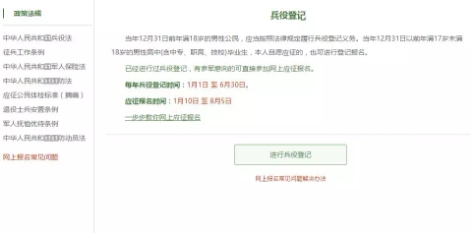 政策法规
中华人民共和国兵役法
征兵工作条例
中华人民共和国军人保险法
中华人民共和国国防法
应征公民体检标准（摘编）
退役士兵安置条例
军人抚恤优待条例
中华人民共和国国防动员法
网上报名常见问题
兵役登记
当年12月31日前年满18岁的男性公民，应当按照法律规定履行兵役登记义务。当年12月31日以前年满17岁未满
18岁的男性高中(含中专、职高、技校)毕业生，本人自愿应征的，也可进行登记报名。
已经进行过兵役登记，有参军意向的可直接参加网上应征报名。
每年兵役登记时间：1月1日 至 6月30日。
应征报名时间：1月10日 至 8月5日
一步步教你网上应征报名
进行兵役登记
网上报名常见问题解决办法